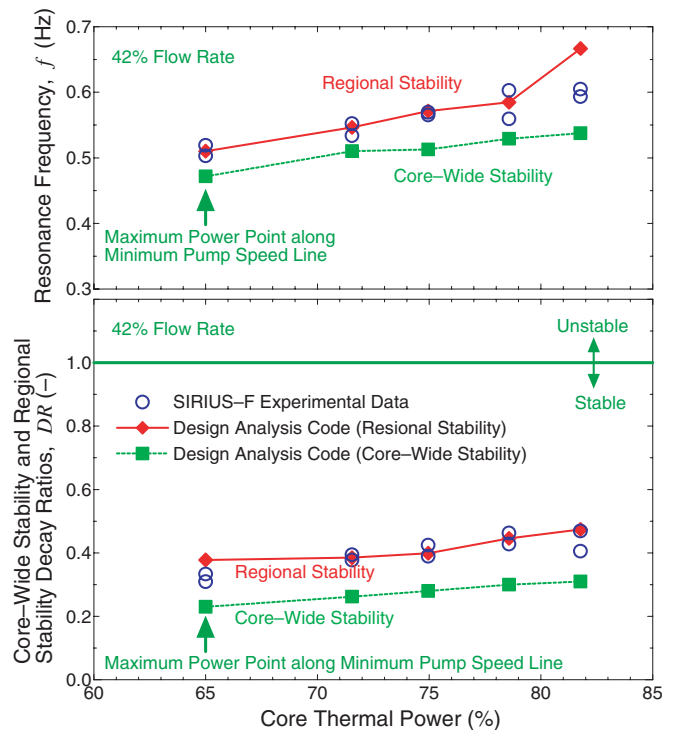 Resonance Frequency, f (Hz)
0.7
0.6
0.5
0.4
0.3
42% Flow Rate
Regional Stability
Core–Wide Stability
Maximum Power Point along
Minimum Pump Speed Line
Core–Wide Stability and Regional
Stability Decay Ratios, DR (–)
1.0
0.8
0.6
0.4
0.2
0.0
42% Flow Rate
Unstable
Stable
SIRIUS–F Experimental Data
Design Analysis Code (Resional Stability)
Design Analysis Code (Core–Wide Stability)
Regional Stability
Core–Wide Stability
Maximum Power Point along Minimum Pump Speed Line
60 65 70 75 80 85
Core Thermal Power (%)